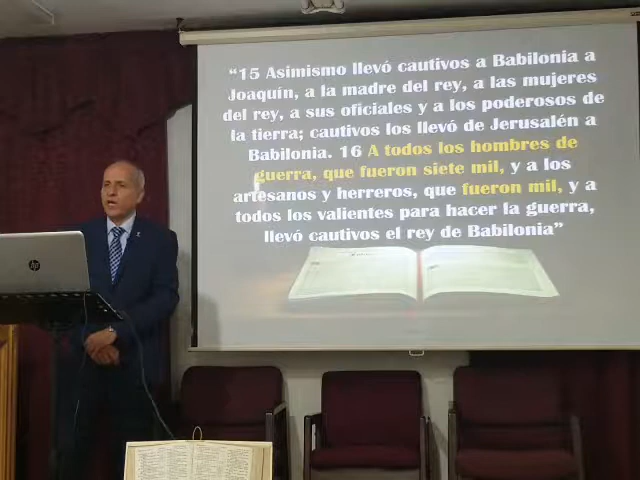 “15 Asimismo llevó cautivos a Babilonia a
Joaquín, a la madre del rey, a las mujeres
del rey, a sus oficiales y a los poderosos de
la tierra; cautivos los llevó de Jerusalén a
Babilonia. 16 A todos los hombres de
guerra, que fueron siete mil, y a los
artesanos y herreros, que fueron mil, y a
todos los valientes para hacer la guerra,
llevó cautivos el rey de Babilonia”
hp